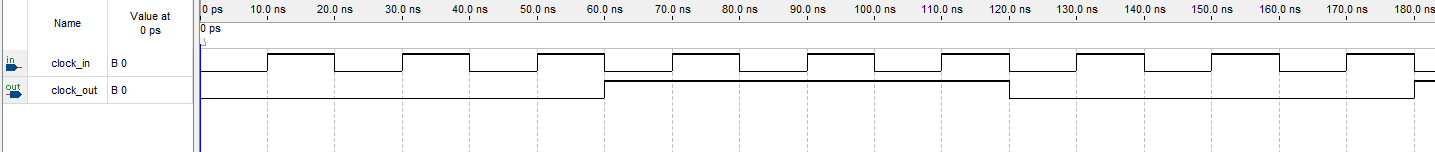 Name
Value at
0 ps
0 ps 10.0 ns 20.0 ns 30.0 ns 40.0 ns 50.0 ns 60.0 ns 70.0 ns 80.0 ns 90.0 ns 100.0 ns 110.0 ns 120.0 ns 130.0 ns 140.0 ns 150.0 ns 160.0 ns 170.0 ns 180.0 ns
0 ps
in clock_in B 0
out clock_out B 0